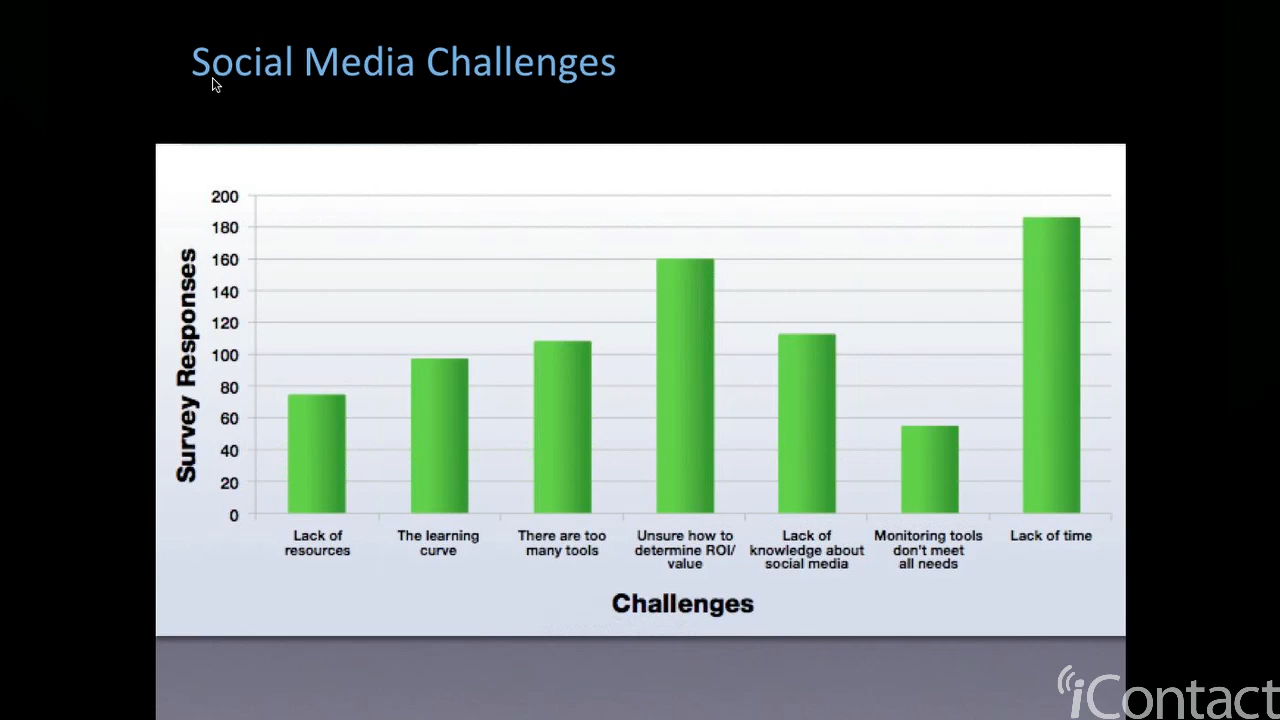 Social Media Challenges
Survey Responses
200
180
160
140
120
100
80
60
40
20
0
Lack of
resources
The learning
curve
There are too
many tools
Unsure how to
determine ROI/
value
Lack of
knowledge about
social media
Monitoring tools
don't meet
all needs
Lack of time
Challenges
iContact